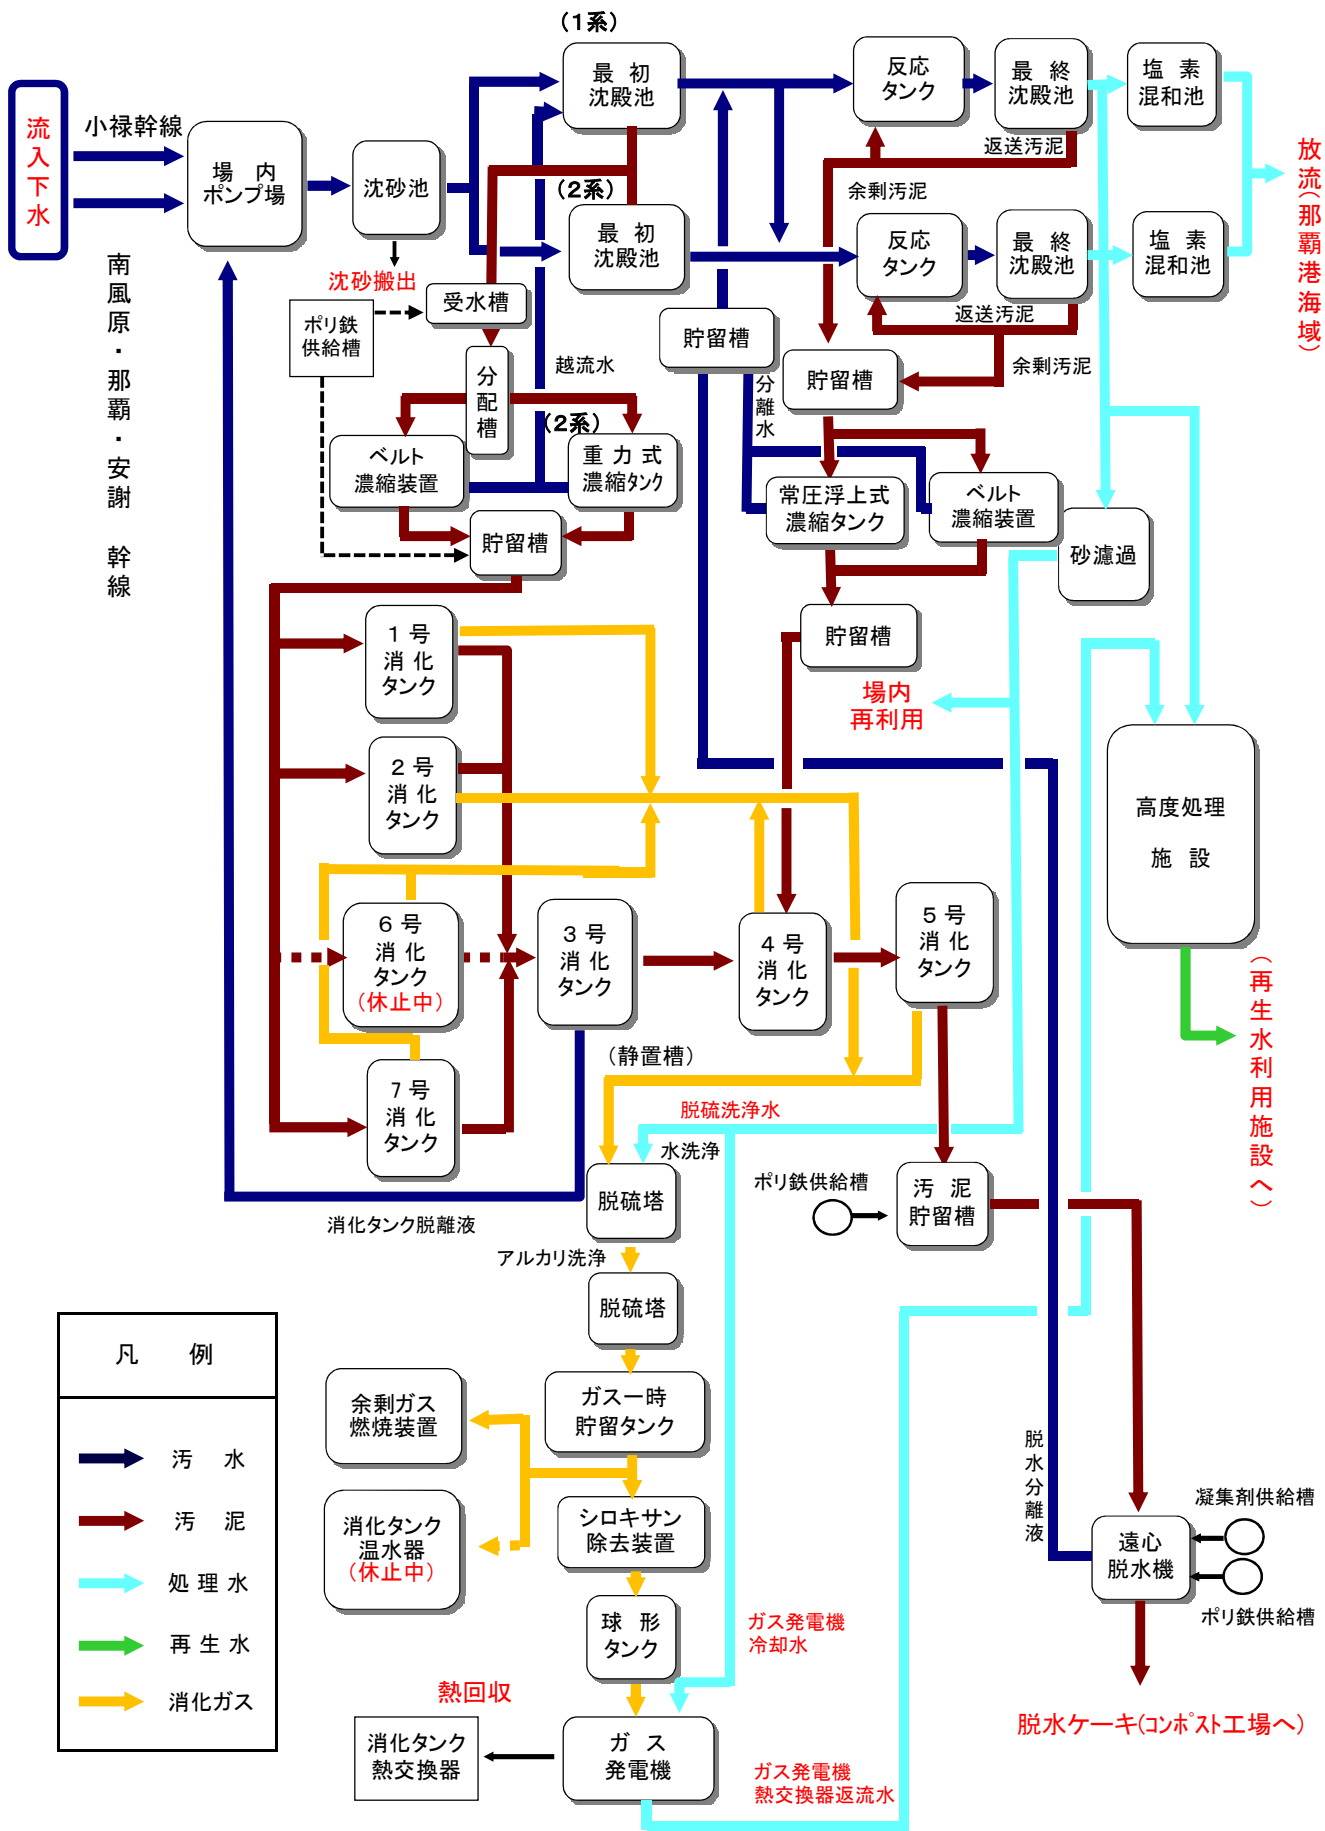 (1系)
流入下水
小禄幹線
南風原・那覇・安謝 幹線
場 内
ポンプ場
沈砂池
沈砂搬出
最 初
沈殿池
(2系)
最 初
沈殿池
反応
タンク
最 終
沈殿池
塩 素
混和池
返送汚泥
余剰汚泥
反応
タンク
最 終
沈殿池
塩 素
混和池
返送汚泥
余剰汚泥
放流(那覇港海域)
受水槽
ポリ鉄
供給槽
分配槽
越流水
(2系)
ベルト
濃縮装置
重力式
濃縮タンク
貯留槽
貯留槽
分離水
貯留槽
常圧浮上式
濃縮タンク
ベルト
濃縮装置
砂濾過
貯留槽
場内
再利用
1号
消化
タンク
2号
消化
タンク
6号
消化
タンク
(休止中)
7号
消化
タンク
3号
消化
タンク
(静置槽)
4号
消化
タンク
5号
消化
タンク
高度処理
施 設
(再生水利用施設へ)
脱硫洗浄水
水洗浄
消化タンク脱離液
脱硫塔
アルカリ洗浄
脱硫塔
ポリ鉄供給槽
汚 泥
貯留槽
ガス一時
貯留タンク
余剰ガス
燃焼装置
消化タンク
温水器
(休止中)
シロキサン
除去装置
球 形
タンク
ガス発電機
冷却水
熱回収
消化タンク
熱交換器
ガ ス
発電機
ガス発電機
熱交換器返流水
脱水分離液
遠心
脱水機
凝集剤供給槽
ポリ鉄供給槽
脱水ケーキ(コンポスト工場へ)
凡 例
汚 水
汚 泥
処理水
再生水
消化ガス